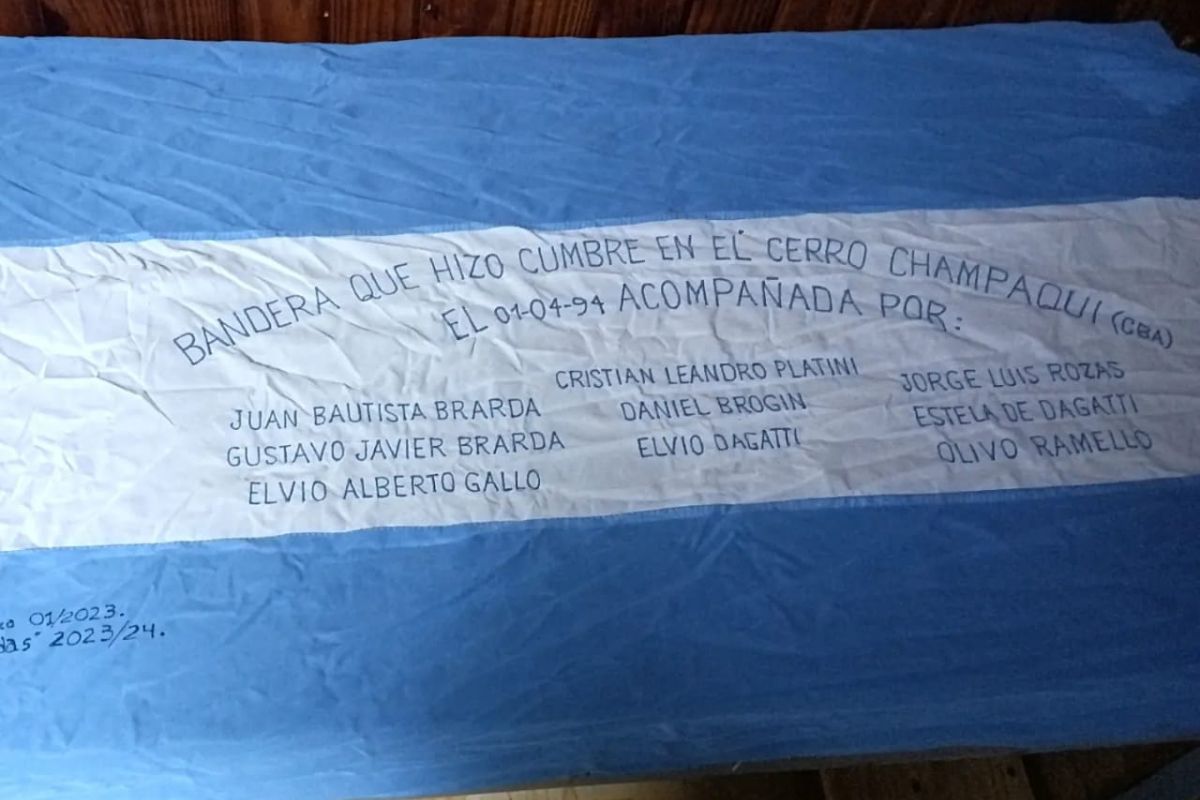 BANDERA QUE HIZO CUMBRE EN EL CERRO CHAMPAQUI (CBA)
EL 01-04-94 ACOMPAÑADA POR:
JUAN BAUTISTA BRARDA
GUSTAVO JAVIER BRARDA
ELVIO ALBERTO GALLO
CRISTIAN LEANDRO PLATINI
DANIEL BROGIN
ELVIO DAGATTI
JORGE LUIS ROZAS
ESTELA DE DAGATTI
OLIVO RAMELLO
01/2023.
2023/24.